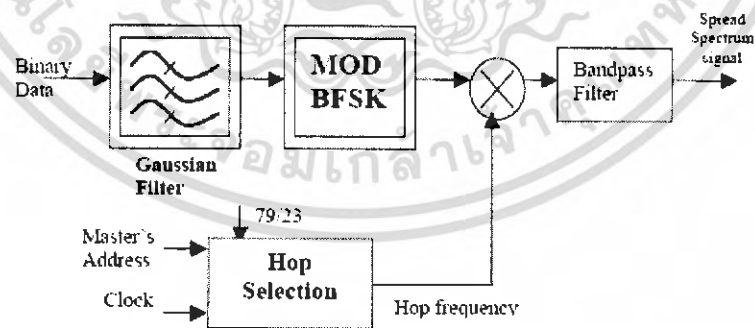 Spread
Spectrum
signal
Binary
Data
MOD
BFSK
Bandpass
Filter
Gaussian
Filter
79/23
Master's
Address
Hop
Selection
Clock
Hop frequency